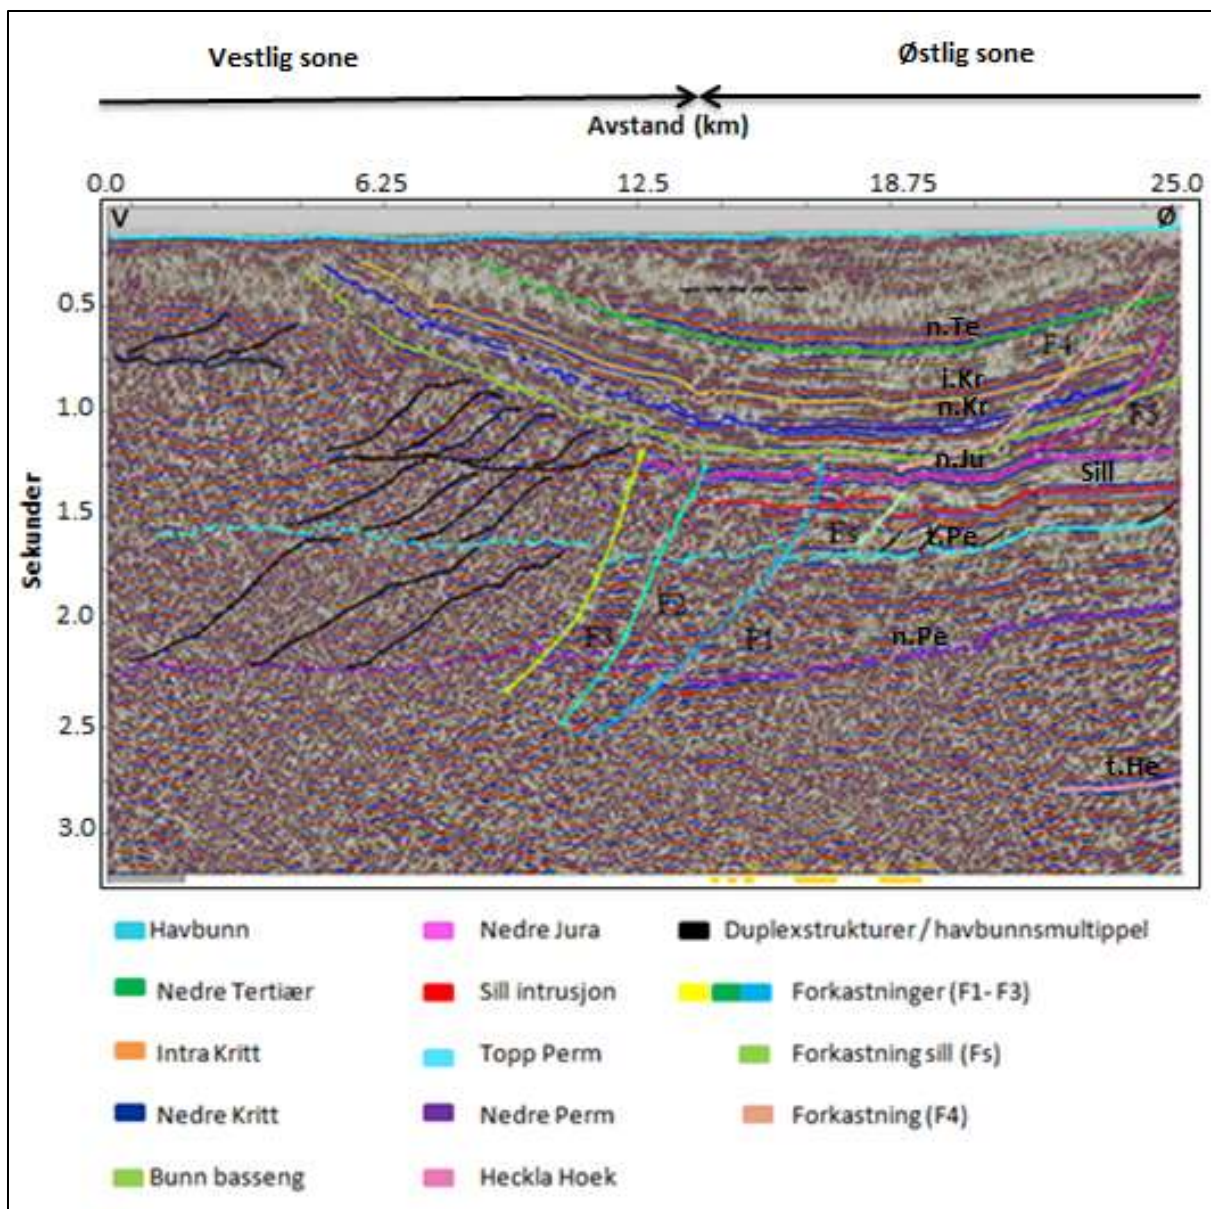 Vestlig sone
Østlig sone
Avstand (km)
0.0 6.25 12.5 18.75 25.0
V Ø
0.5
1.0
1.5
2.0
2.5
3.0
Sekunder
n.Te
F4
i.Kr
n.Kr
F5
n.Ju
Sill
Fs
t.Pe
F2
F3
F1
n.Pe
t.He
Havbunn
Nedre Jura
Duplexstrukturer / havbunnsmultippel
Nedre Tertiær
Sill intrusjon
Forkastninger (F1- F3)
Intra Kritt
Topp Perm
Forkastning sill (Fs)
Nedre Kritt
Nedre Perm
Forkastning (F4)
Bunn basseng
Heckla Hoek